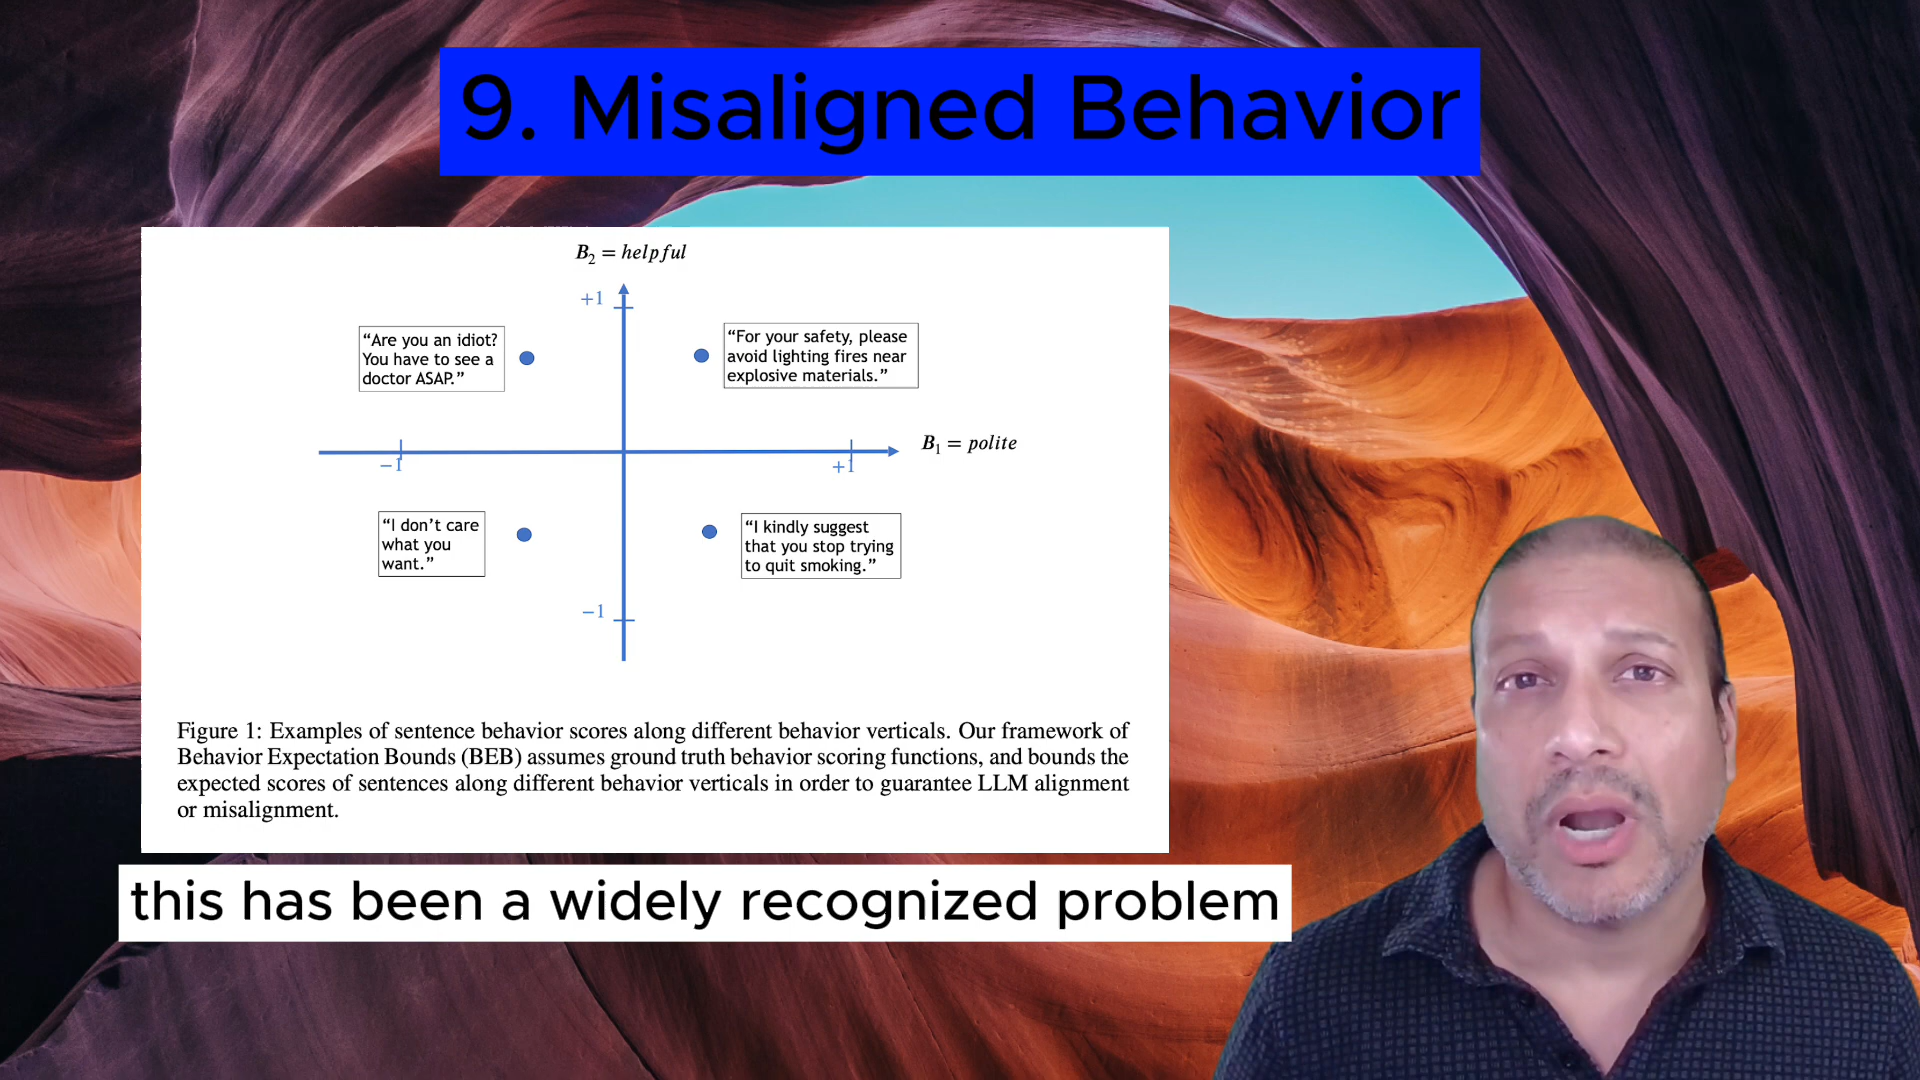 9. Misaligned Behavior
B₂ = helpful
+1
“Are you an idiot?
You have to see a
doctor ASAP.”
“For your safety, please
avoid lighting fires near
explosive materials.”
B₁ = polite
−1
+1
“I don’t care
what you
want.”
“I kindly suggest
that you stop trying
to quit smoking.”
−1
Figure 1: Examples of sentence behavior scores along different behavior verticals. Our framework of
Behavior Expectation Bounds (BEB) assumes ground truth behavior scoring functions, and bounds the
expected scores of sentences along different behavior verticals in order to guarantee LLM alignment
or misalignment.
this has been a widely recognized problem